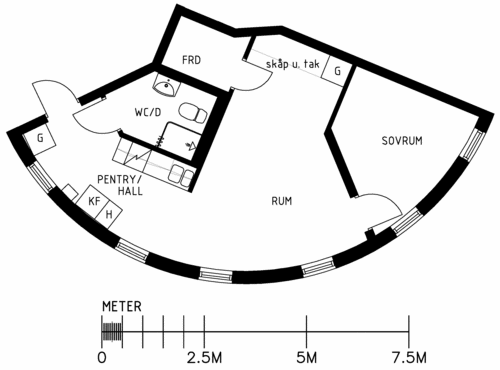 FRD
skåp u. tak
G
WC/D
SOVRUM
G
PENTRY/
HALL
KF
H
RUM
METER
0 2.5M 5M 7.5M